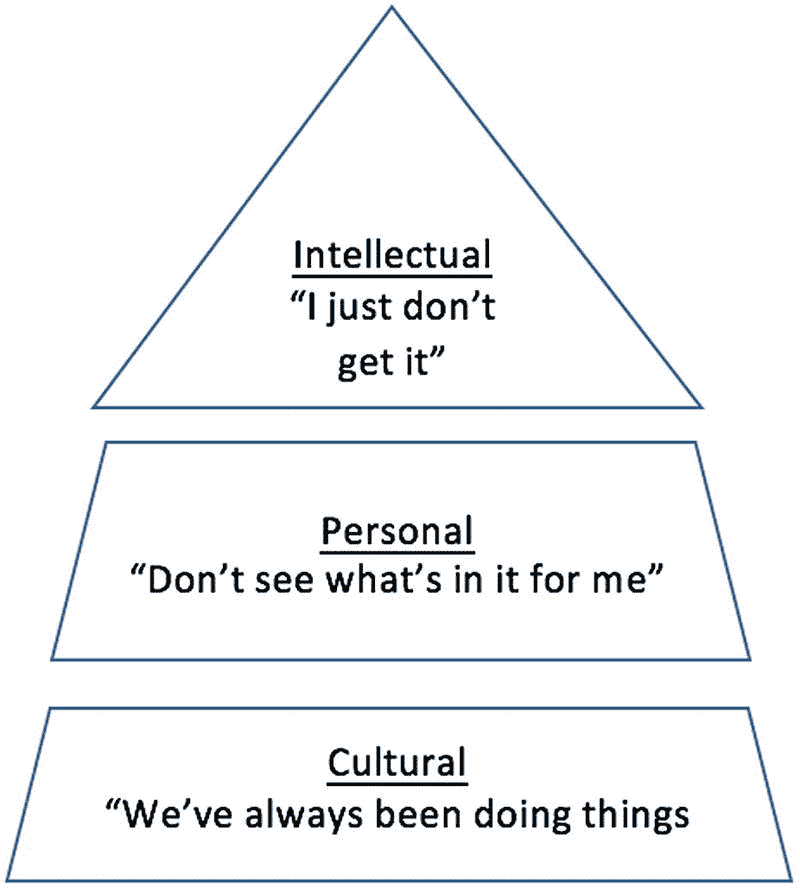 Intellectual
“I just don’t
get it”
Personal
“Don’t see what’s in it for me”
Cultural
“We’ve always been doing things